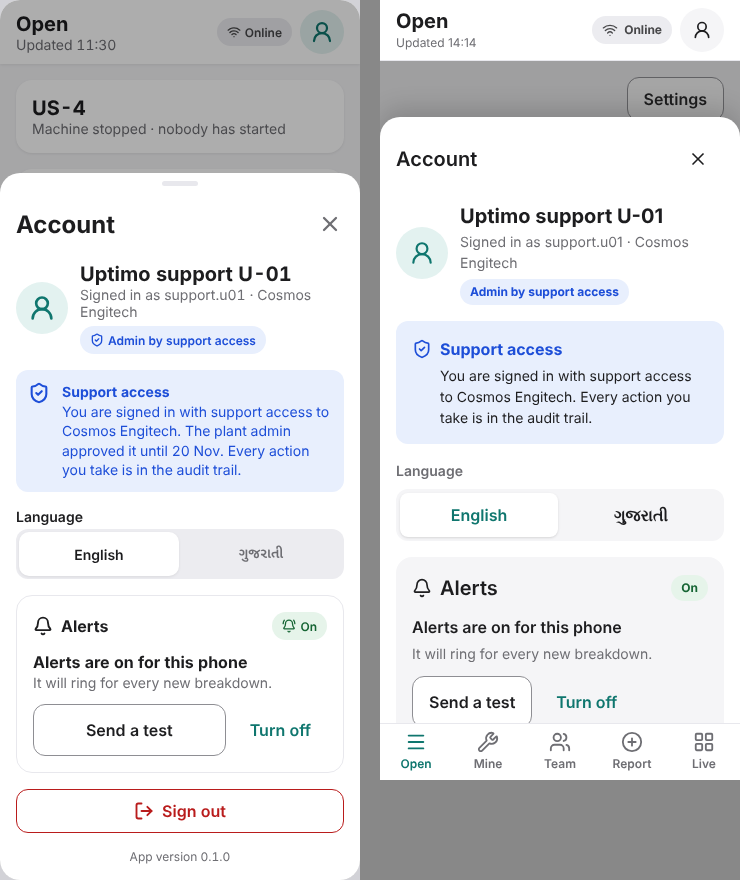 Open
Updated 11:30
Online
US-4
Machine stopped · nobody has started
Account
Uptimo support U-01
Signed in as support.u01 · Cosmos
Engitech
Admin by support access
Support access
You are signed in with support access to
Cosmos Engitech. The plant admin
approved it until 20 Nov. Every action
you take is in the audit trail.
Language
English
ગુજરાતી
Alerts
On
Alerts are on for this phone
It will ring for every new breakdown.
Send a test
Turn off
Sign out
App version 0.1.0
Open
Updated 14:14
Online
Settings
Account
Uptimo support U-01
Signed in as support.u01 · Cosmos
Engitech
Admin by support access
Support access
You are signed in with support access
to Cosmos Engitech. Every action you
take is in the audit trail.
Language
English
ગુજરાતી
Alerts
On
Alerts are on for this phone
It will ring for every new breakdown.
Send a test
Turn off
Open
Mine
Team
Report
Live